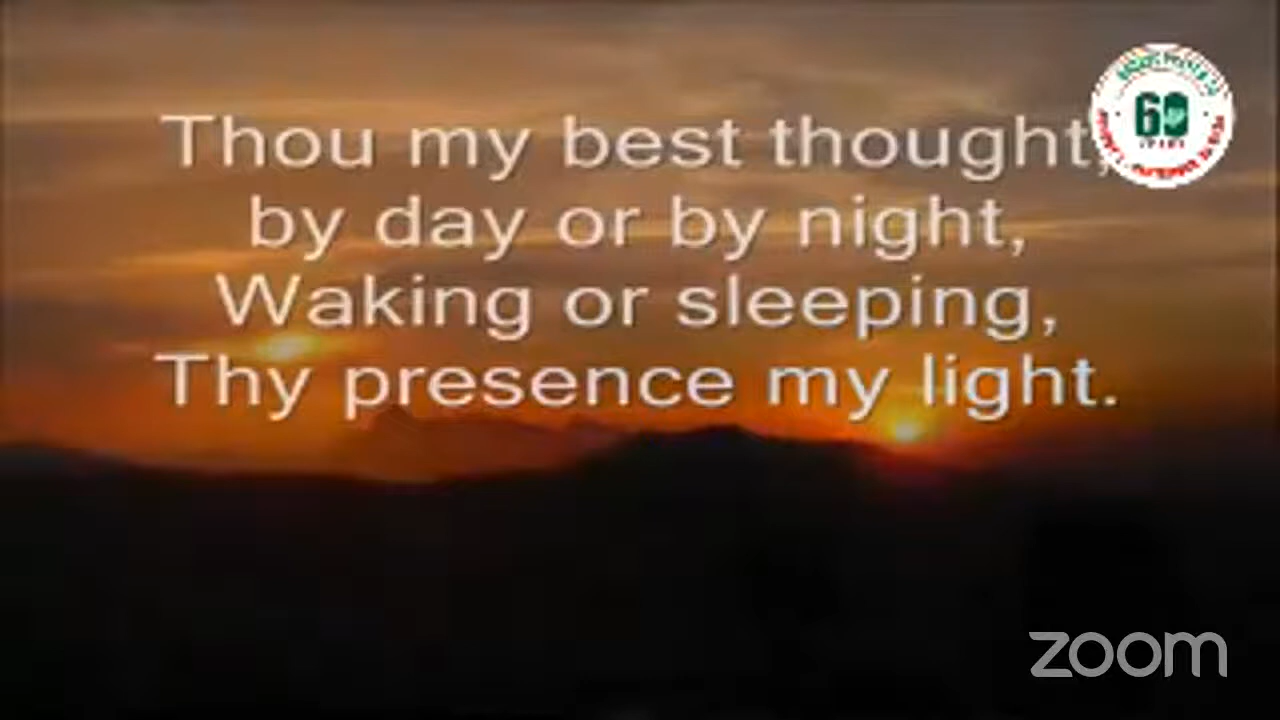 Thou my best thought,
by day or by night,
Waking or sleeping,
Thy presence my light.
60
zoom